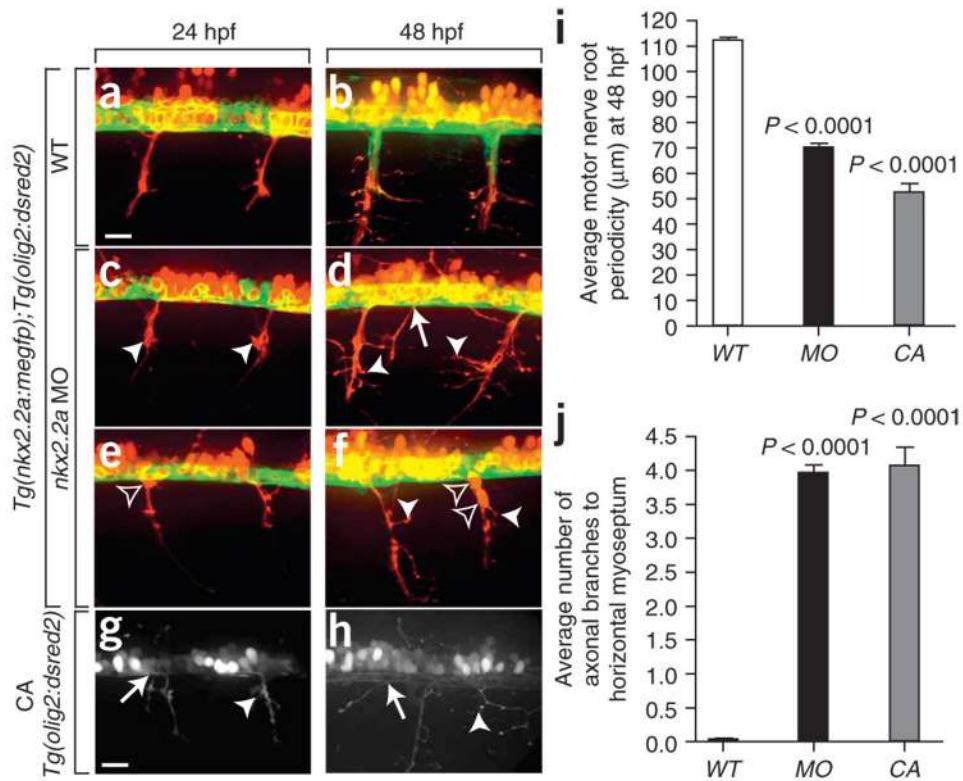 24 hpf
48 hpf
Tg(nkx2.2a:megfp);Tg(olig2:dsred2)
WT
a
b
nkx2.2a MO
c
d
e
f
CA
Tg(olig2:dsred2)
g
h
i
Average motor nerve root
periodicity (μm) at 48 hpf
120
110
100
90
80
70
60
50
40
30
20
10
0
P < 0.0001
P < 0.0001
WT
MO
CA
j
Average number of
axonal branches to
horizontal myoseptum
4.5
4.0
3.5
3.0
2.5
2.0
1.5
1.0
0.5
0.0
P < 0.0001
P < 0.0001
WT
MO
CA